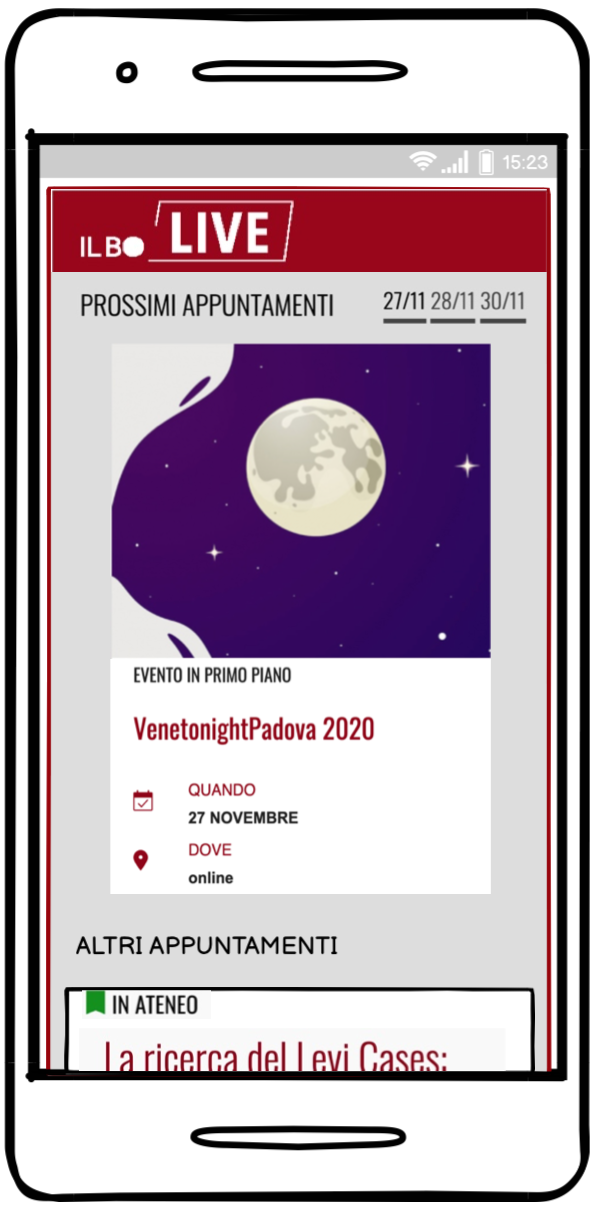 15:23
IL BO LIVE
PROSSIMI APPUNTAMENTI 27/11 28/11 30/11
EVENTO IN PRIMO PIANO
VenetonightPadova 2020
QUANDO
27 NOVEMBRE
DOVE
online
ALTRI APPUNTAMENTI
IN ATENEO
La ricerca del Levi Cases: